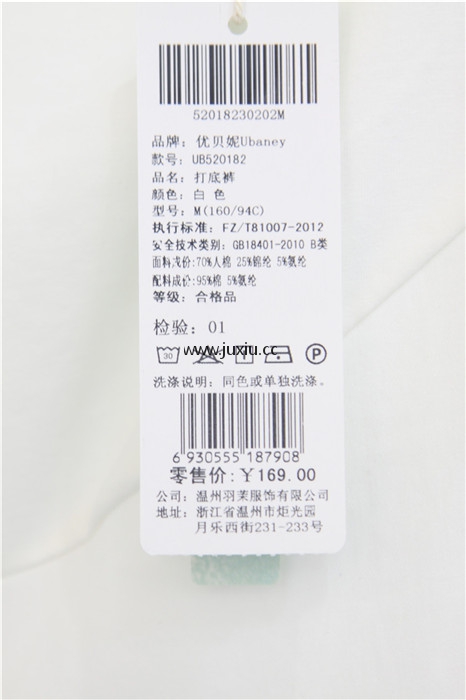 52018230202M
品牌：优贝妮Ubaney
款号：UB520182
品名：打底裤
颜色：白 色
型号：M(160/94C)
执行标准：FZ/T81007-2012
安全技术类别：GB18401-2010 B类
面料成份:70%人棉 25%锦纶 5%氨纶
配料成份:95%棉 5%氨纶
等级：合格品
检验：01
www.juxiu.cc
30 P
洗涤说明：同色或单独洗涤。
6 930555 187908
零售价:￥169.00
公司：温州羽茉服饰有限公司
地址：浙江省温州市炬光园
月乐西街231-233号